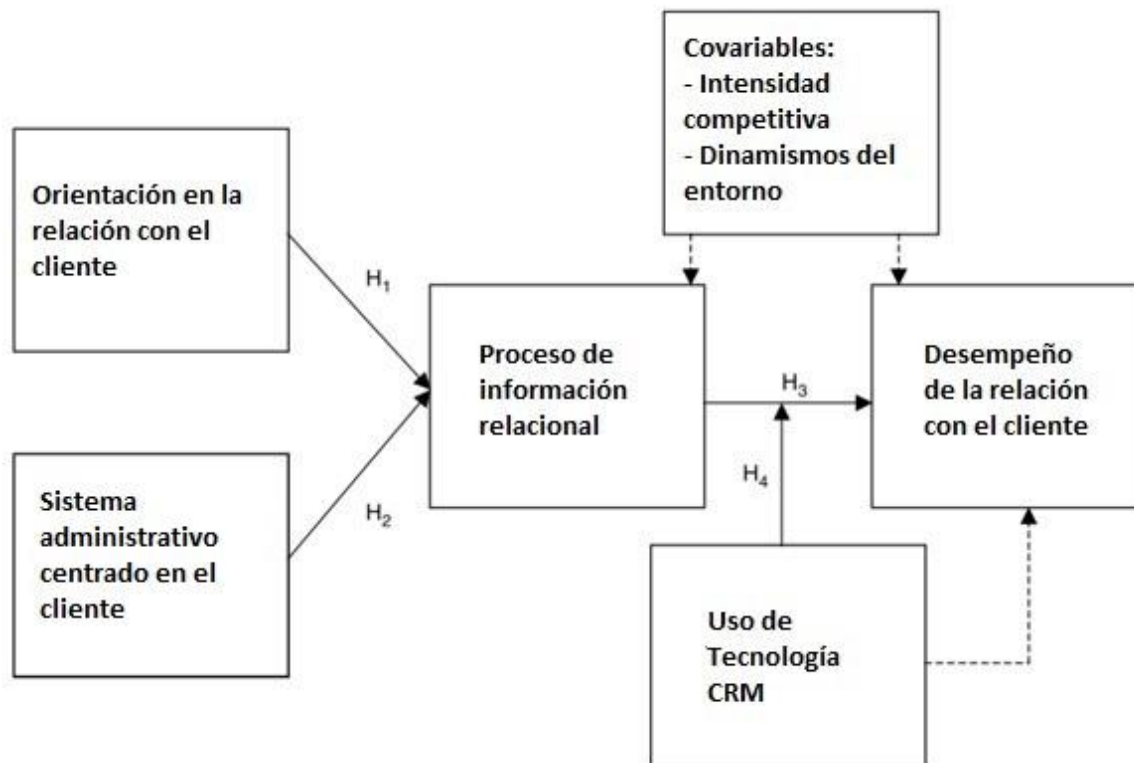 Covariables:
- Intensidad
competitiva
- Dinamismos del
entorno
Orientación en la
relación con el
cliente
H₁
Proceso de
información
relacional
H₃
Desempeño
de la relación
con el cliente
H₄
Sistema
administrativo
centrado en el
cliente
H₂
Uso de
Tecnología
CRM